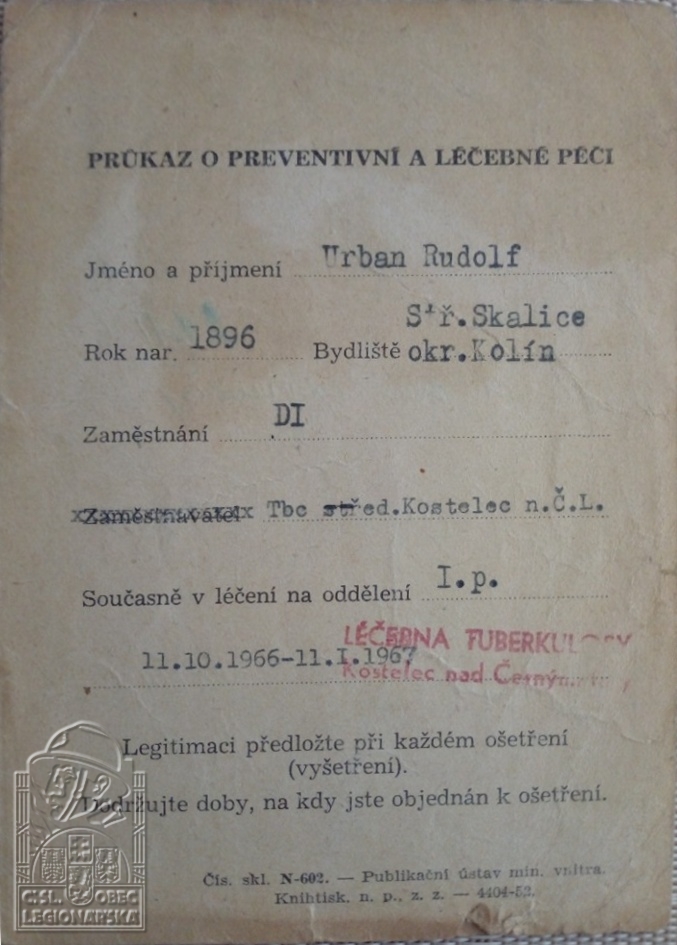 PRŮKAZ O PREVENTIVNÍ A LÉČEBNÉ PÉČI
Jméno a příjmení Urban Rudolf
Stř.Skalice
Rok nar. 1896 Bydliště okr.Kolín
Zaměstnání DI
Zaměstnavatel Tbc střed.Kostelec n.Č.L.
Současně v léčení na oddělení I.p.
LÉČEBNA TUBERKULOSY
11.10.1966-11.I.1967
Kostelec nad Černým
Legitimaci předložte při každém ošetření
(vyšetření).
Dodržujte doby, na kdy jste objednán k ošetření.
Čís. skl. N-602. — Publikační ústav min. vnitra.
Knihtisk. n. p., z. z. — 4404-52.
ČSL. OBEC
LEGIONÁŘSKÁ